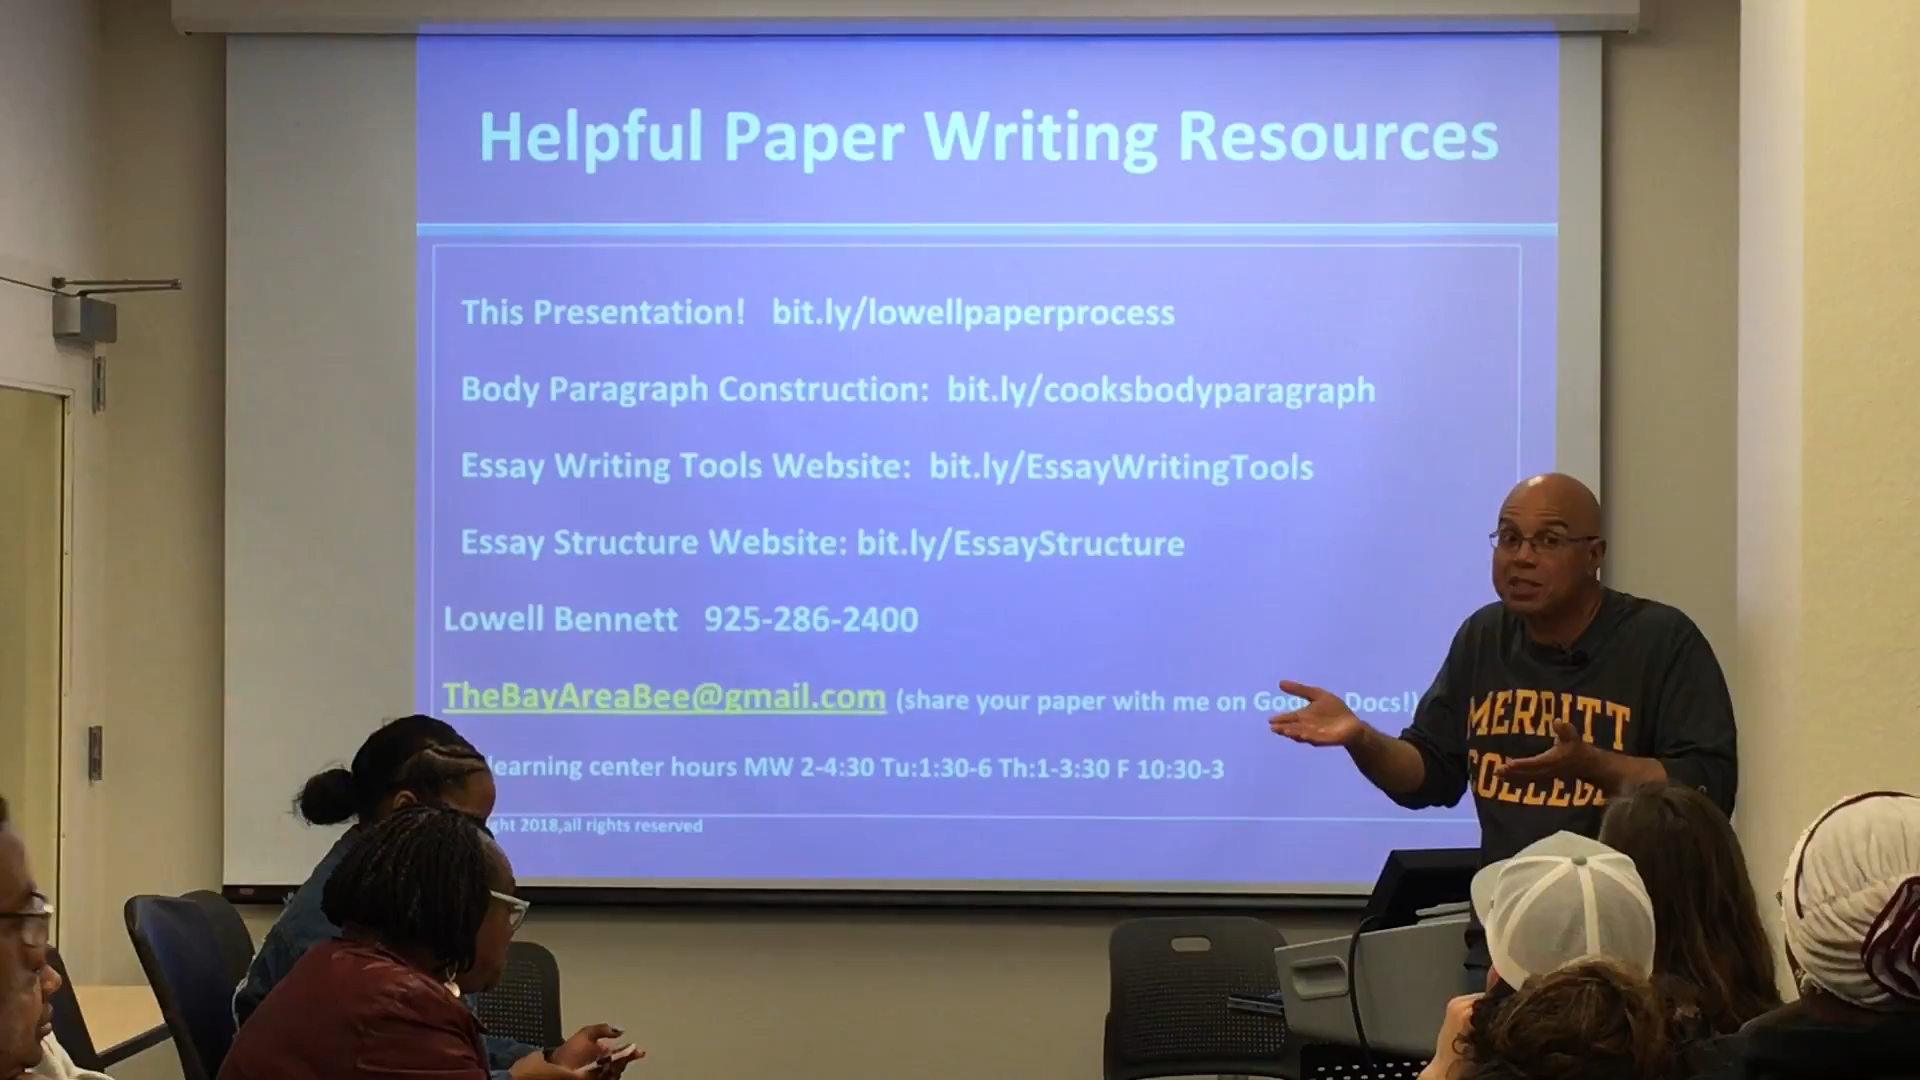 Helpful Paper Writing Resources
This Presentation! bit.ly/lowellpaperprocess
Body Paragraph Construction: bit.ly/cooksbodyparagraph
Essay Writing Tools Website: bit.ly/EssayWritingTools
Essay Structure Website: bit.ly/EssayStructure
Lowell Bennett 925-286-2400
TheBayAreaBee@gmail.com (share your paper with me on Docs!)
learning center hours MW 2-4:30 Tu:1:30-6 Th:1-3:30 F 10:30-3
2018,all rights reserved
MERRITT
COLLEGE